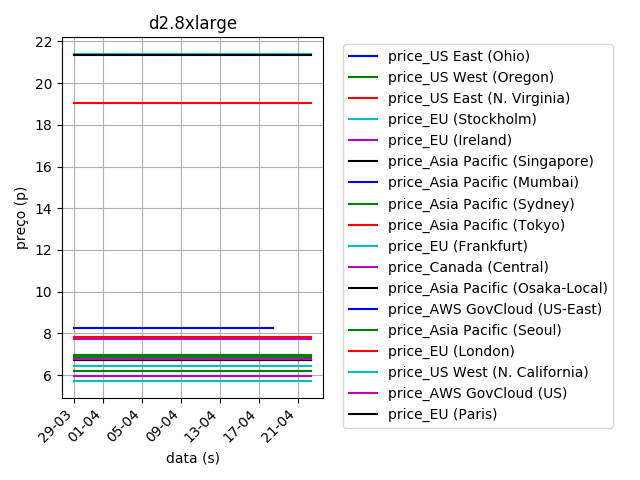 d2.8xlarge
preço (p)
22
20
18
16
14
12
10
8
6
29-03
01-04
05-04
09-04
13-04
17-04
21-04
data (s)
price_US East (Ohio)
price_US West (Oregon)
price_US East (N. Virginia)
price_EU (Stockholm)
price_EU (Ireland)
price_Asia Pacific (Singapore)
price_Asia Pacific (Mumbai)
price_Asia Pacific (Sydney)
price_Asia Pacific (Tokyo)
price_EU (Frankfurt)
price_Canada (Central)
price_Asia Pacific (Osaka-Local)
price_AWS GovCloud (US-East)
price_Asia Pacific (Seoul)
price_EU (London)
price_US West (N. California)
price_AWS GovCloud (US)
price_EU (Paris)